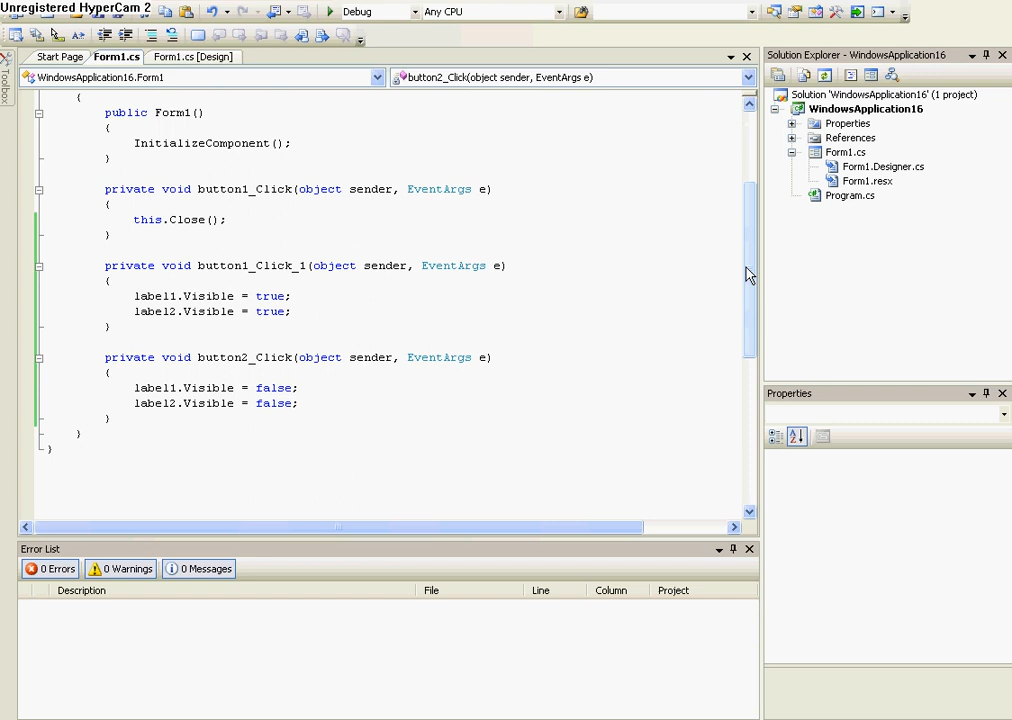 Unregistered HyperCam 2
Debug
Any CPU
Start Page
Form1.cs
Form1.cs [Design]
WindowsApplication16.Form1
button2_Click(object sender, EventArgs e)
{
public Form1()
{
InitializeComponent();
}
private void button1_Click(object sender, EventArgs e)
{
this.Close();
}
private void button1_Click_1(object sender, EventArgs e)
{
label1.Visible = true;
label2.Visible = true;
}
private void button2_Click(object sender, EventArgs e)
{
label1.Visible = false;
label2.Visible = false;
}
}
}
Toolbox
Solution Explorer - WindowsApplication16
Solution 'WindowsApplication16' (1 project)
WindowsApplication16
Properties
References
Form1.cs
Form1.Designer.cs
Form1.resx
Program.cs
Properties
Error List
0 Errors
0 Warnings
0 Messages
Description
File
Line
Column
Project